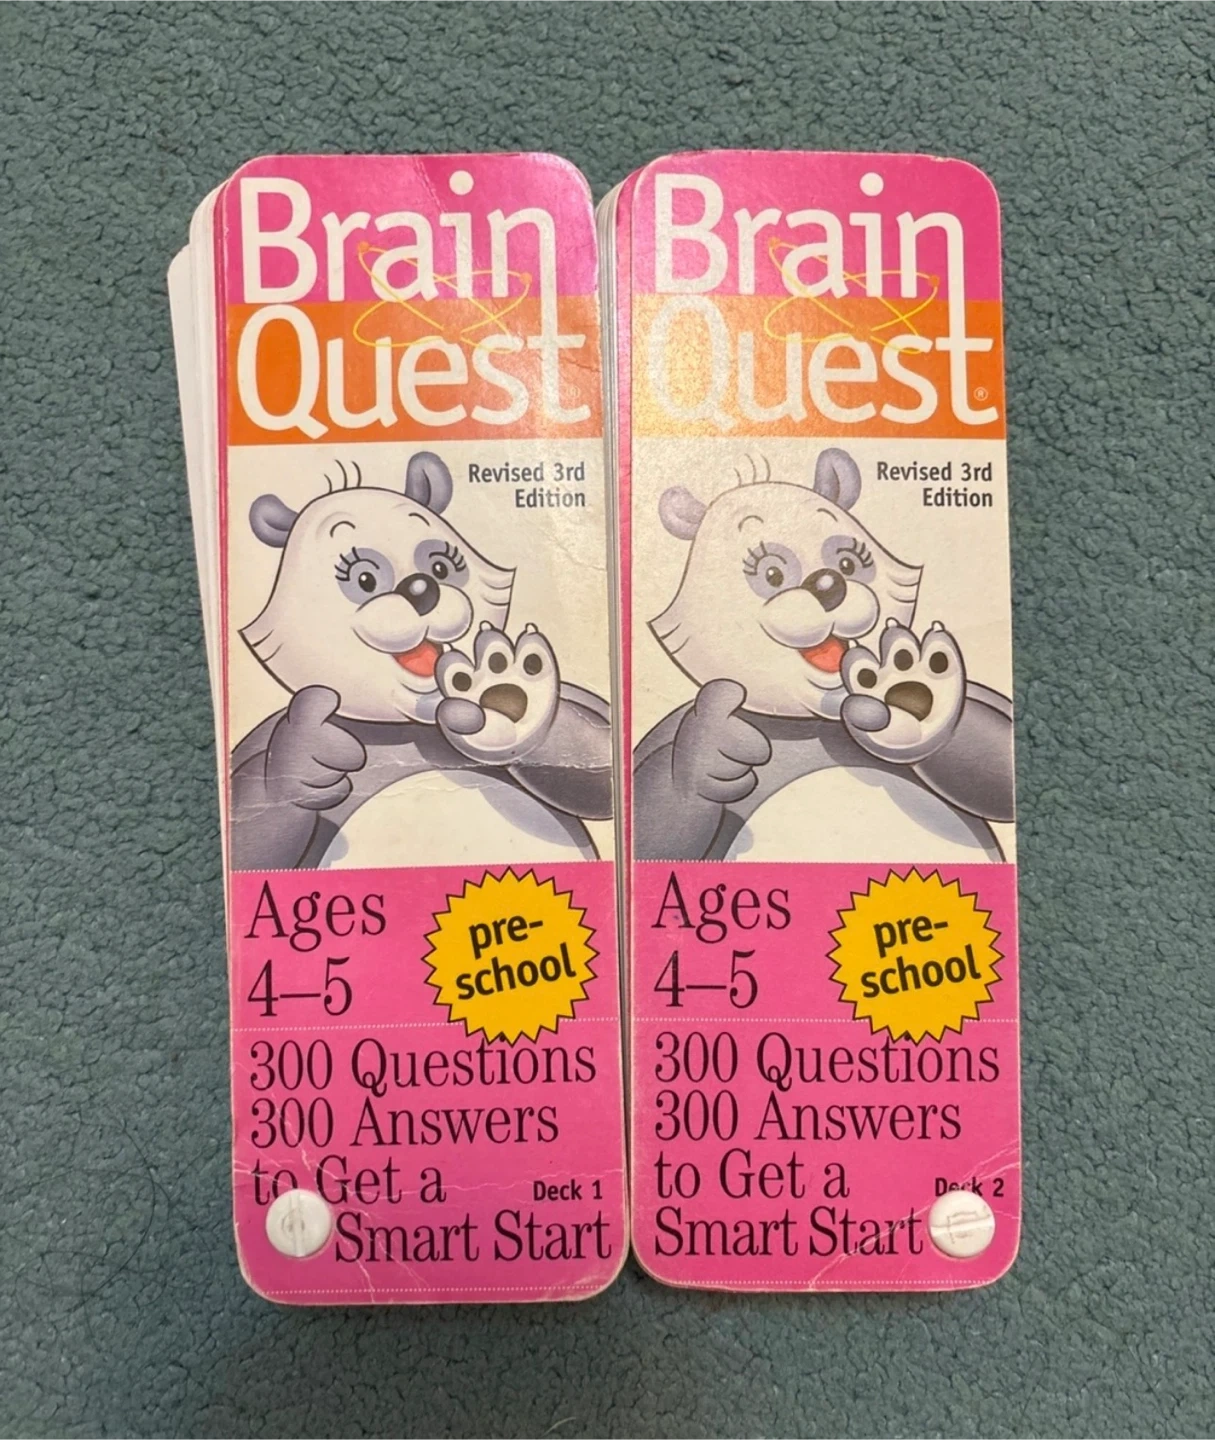 Brain
Quest®
Revised 3rd
Edition
Ages
4–5
pre-
school
300 Questions
300 Answers
to Get a
Deck 1
Smart Start
Brain
Quest®
Revised 3rd
Edition
Ages
4–5
pre-
school
300 Questions
300 Answers
to Get a
Deck 2
Smart Start